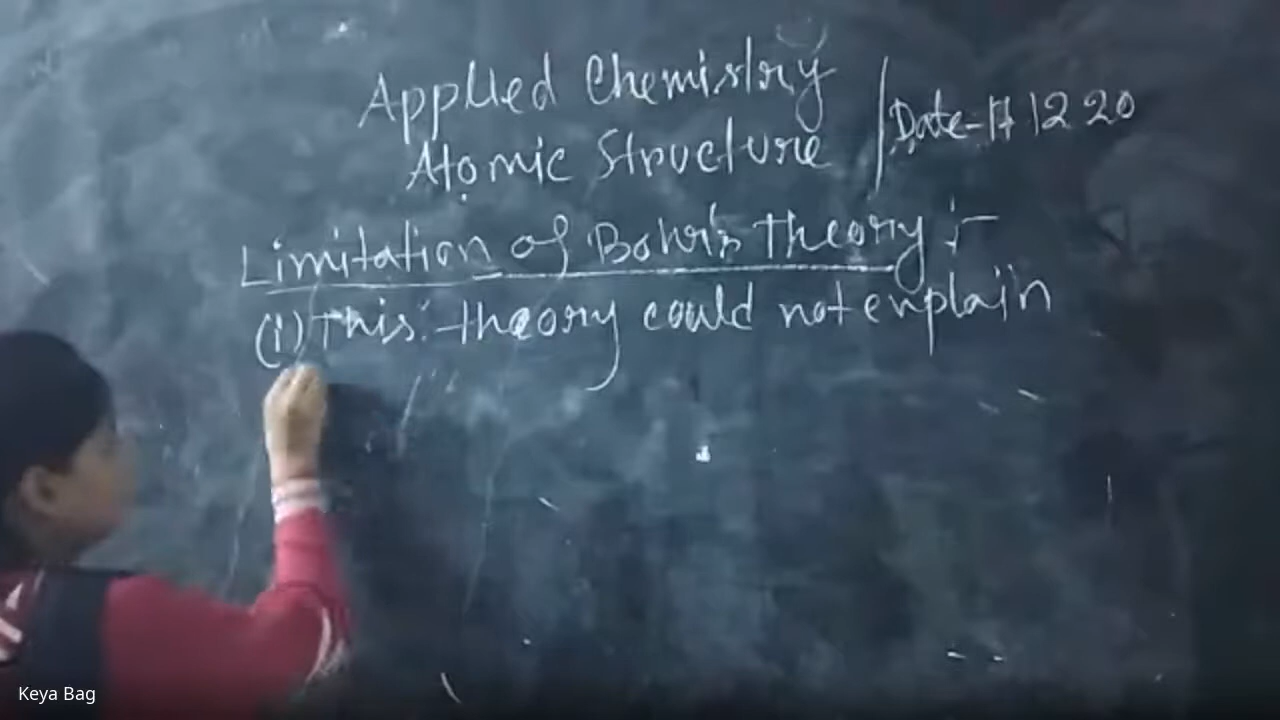 Applied Chemistry
Atomic Structure
Date-17 12 20
Limitation of Bohr's theory :-
(i) This theory could not explain
Keya Bag